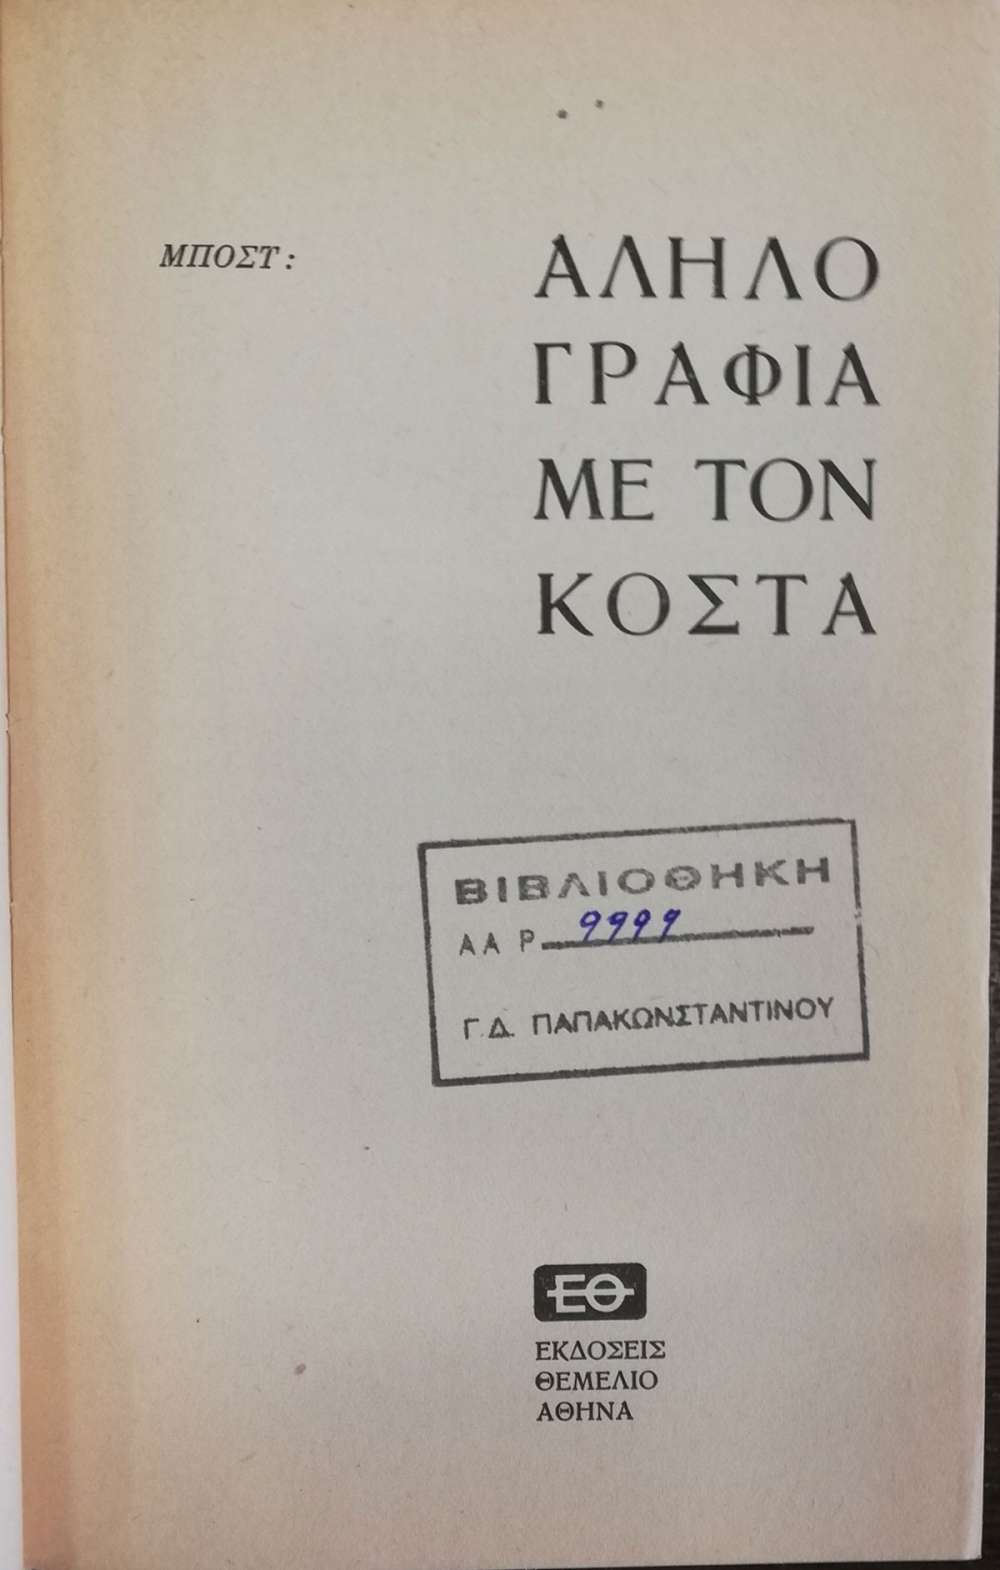 ΜΠΟΣΤ:
ΑΛΗΛΟ
ΓΡΑΦΙΑ
ΜΕ ΤΟΝ
ΚΟΣΤΑ
ΒΙΒΛΙΟΘΗΚΗ
ΑΑ Ρ 9999
Γ.Δ. ΠΑΠΑΚΩΝΣΤΑΝΤΙΝΟΥ
ΕΘ
ΕΚΔΟΣΕΙΣ
ΘΕΜΕΛΙΟ
ΑΘΗΝΑ